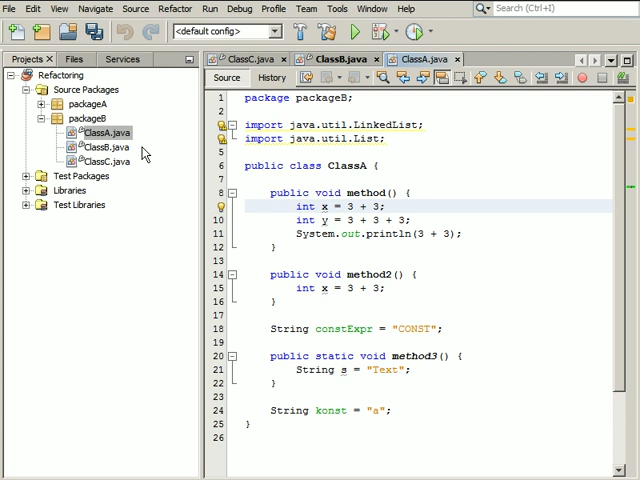 File Edit View Navigate Source Refactor Run Debug Profile Team Tools Window Help Search (Ctrl+I)
<default config>
Projects Files Services
ClassC.java ClassB.java ClassA.java
Source History
Refactoring
Source Packages
packageA
packageB
ClassA.java
ClassB.java
ClassC.java
Test Packages
Libraries
Test Libraries
1 package packageB;
2
3 import java.util.LinkedList;
4 import java.util.List;
5
6 public class ClassA {
7
8 public void method() {
int x = 3 + 3;
10 int y = 3 + 3 + 3;
11 System.out.println(3 + 3);
12 }
13
14 public void method2() {
15 int x = 3 + 3;
16 }
17
18 String constExpr = "CONST";
19
20 public static void method3() {
21 String s = "Text";
22 }
23
24 String konst = "a";
25 }
26